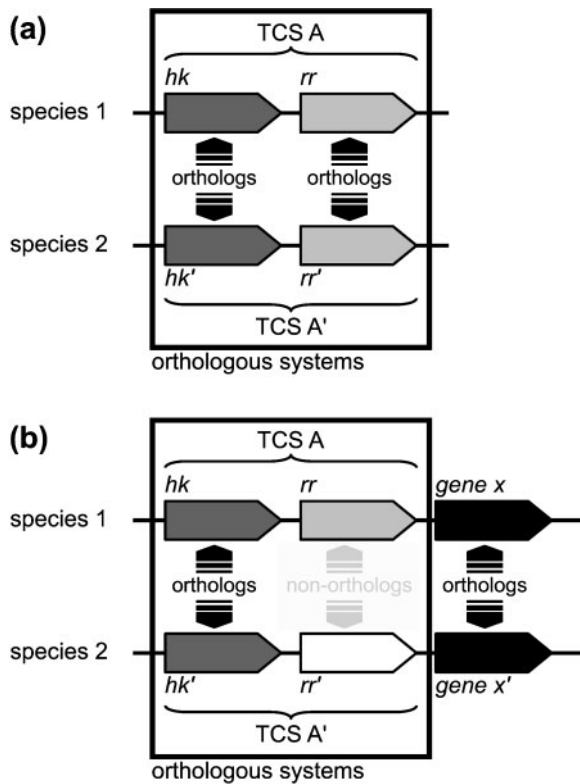 (a)
TCS A
hk rr
species 1
orthologs orthologs
species 2
hk' rr'
TCS A'
orthologous systems
(b)
TCS A
hk rr gene x
species 1
orthologs non-orthologs orthologs
species 2
hk' rr' gene x'
TCS A'
orthologous systems